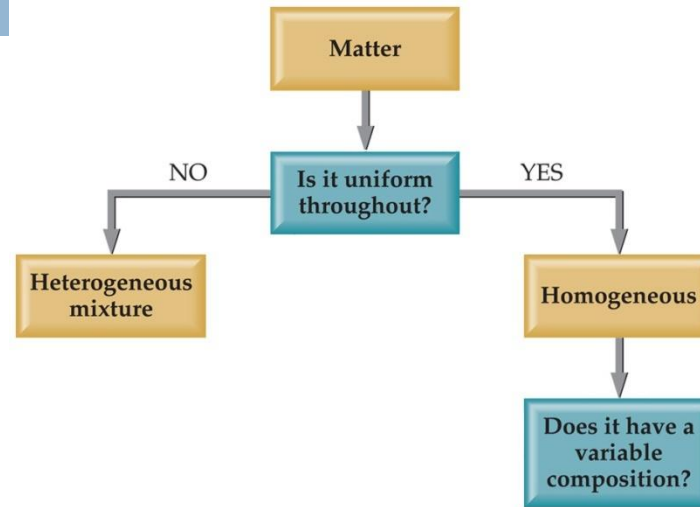 Matter
NO
Is it uniform
throughout?
YES
Heterogeneous
mixture
Homogeneous
Does it have a
variable
composition?